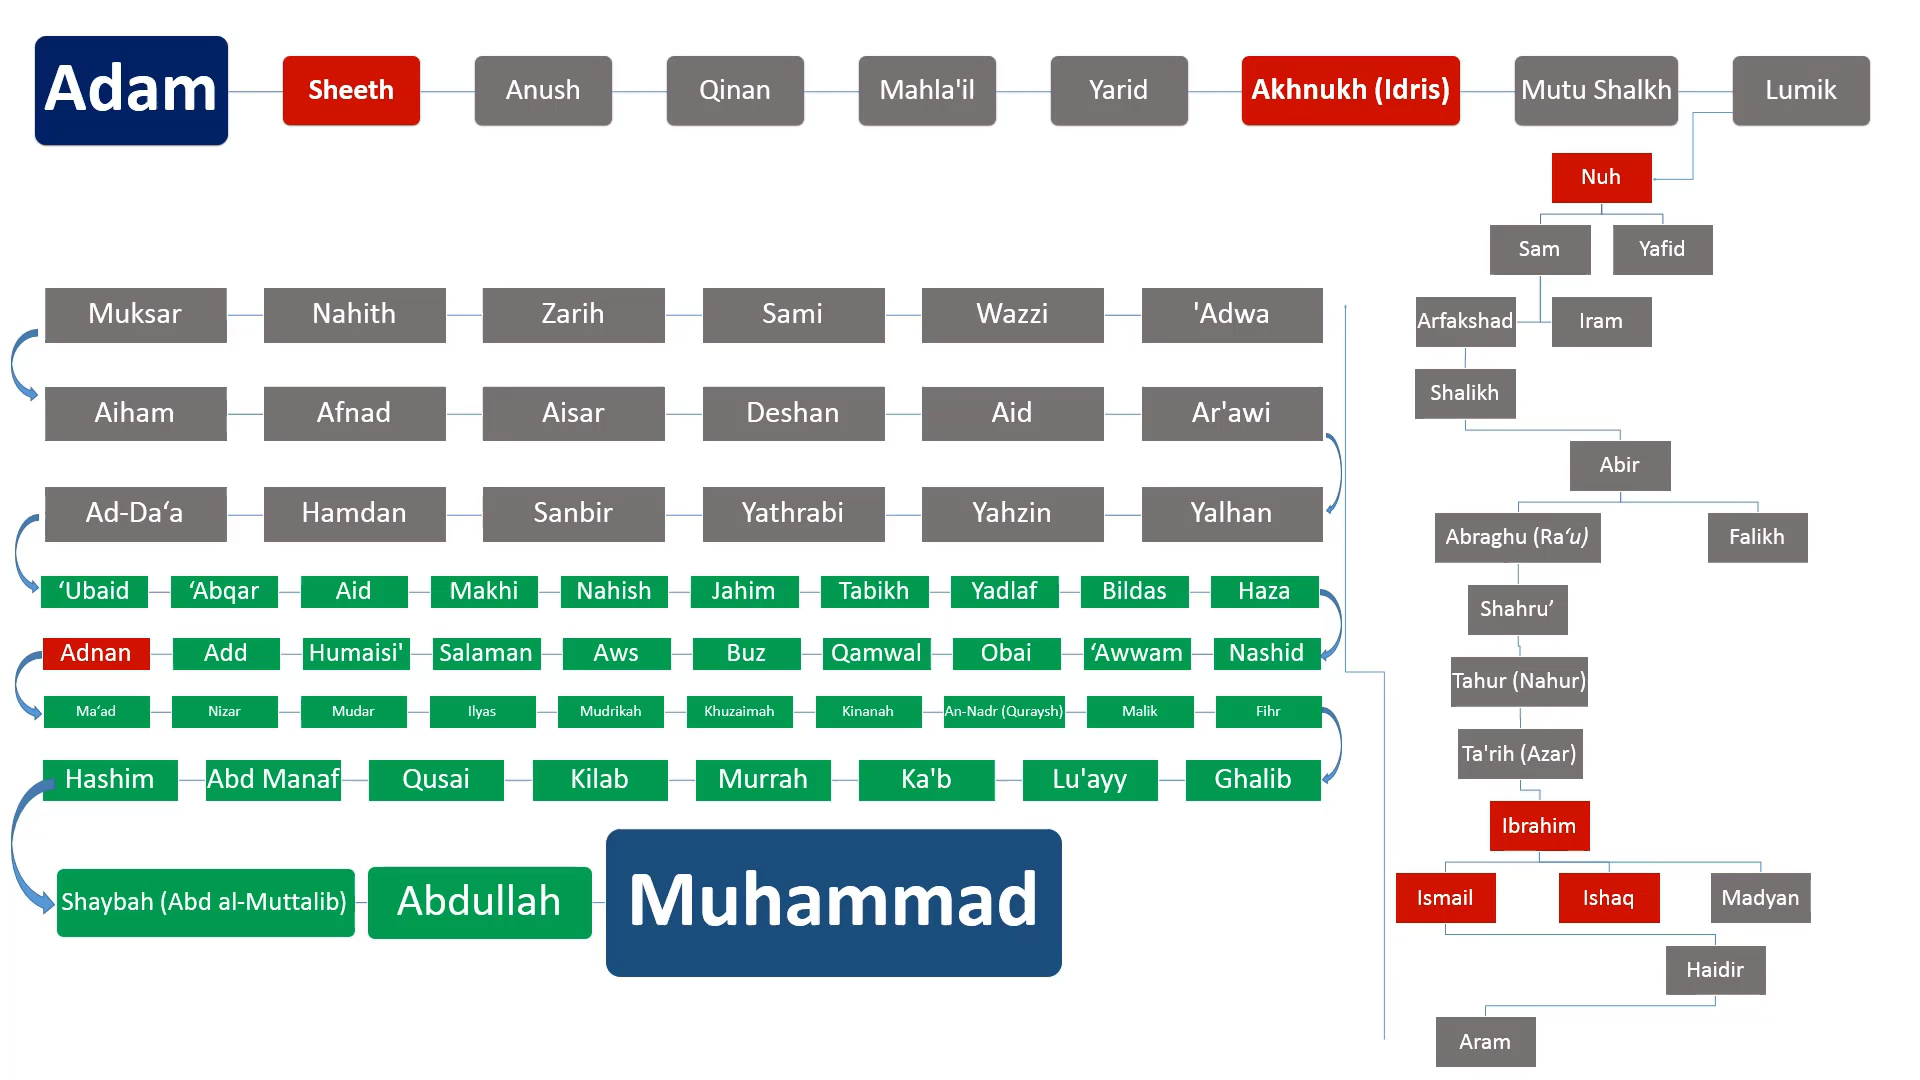 Adam
Sheeth
Anush
Qinan
Mahla'il
Yarid
Akhnukh (Idris)
Mutu Shalkh
Lumik
Nuh
Sam
Yafid
Arfakshad
Iram
Shalikh
Abir
Abraghu (Ra‘u)
Falikh
Shahru’
Tahur (Nahur)
Ta'rih (Azar)
Ibrahim
Ismail
Ishaq
Madyan
Haidir
Aram
Muksar
Nahith
Zarih
Sami
Wazzi
'Adwa
Aiham
Afnad
Aisar
Deshan
Aid
Ar'awi
Ad-Da‘a
Hamdan
Sanbir
Yathrabi
Yahzin
Yalhan
‘Ubaid
‘Abqar
Aid
Makhi
Nahish
Jahim
Tabikh
Yadlaf
Bildas
Haza
Adnan
Add
Humaisi'
Salaman
Aws
Buz
Qamwal
Obai
‘Awwam
Nashid
Ma‘ad
Nizar
Mudar
Ilyas
Mudrikah
Khuzaimah
Kinanah
An-Nadr (Quraysh)
Malik
Fihr
Hashim
Abd Manaf
Qusai
Kilab
Murrah
Ka'b
Lu'ayy
Ghalib
Shaybah (Abd al-Muttalib)
Abdullah
Muhammad